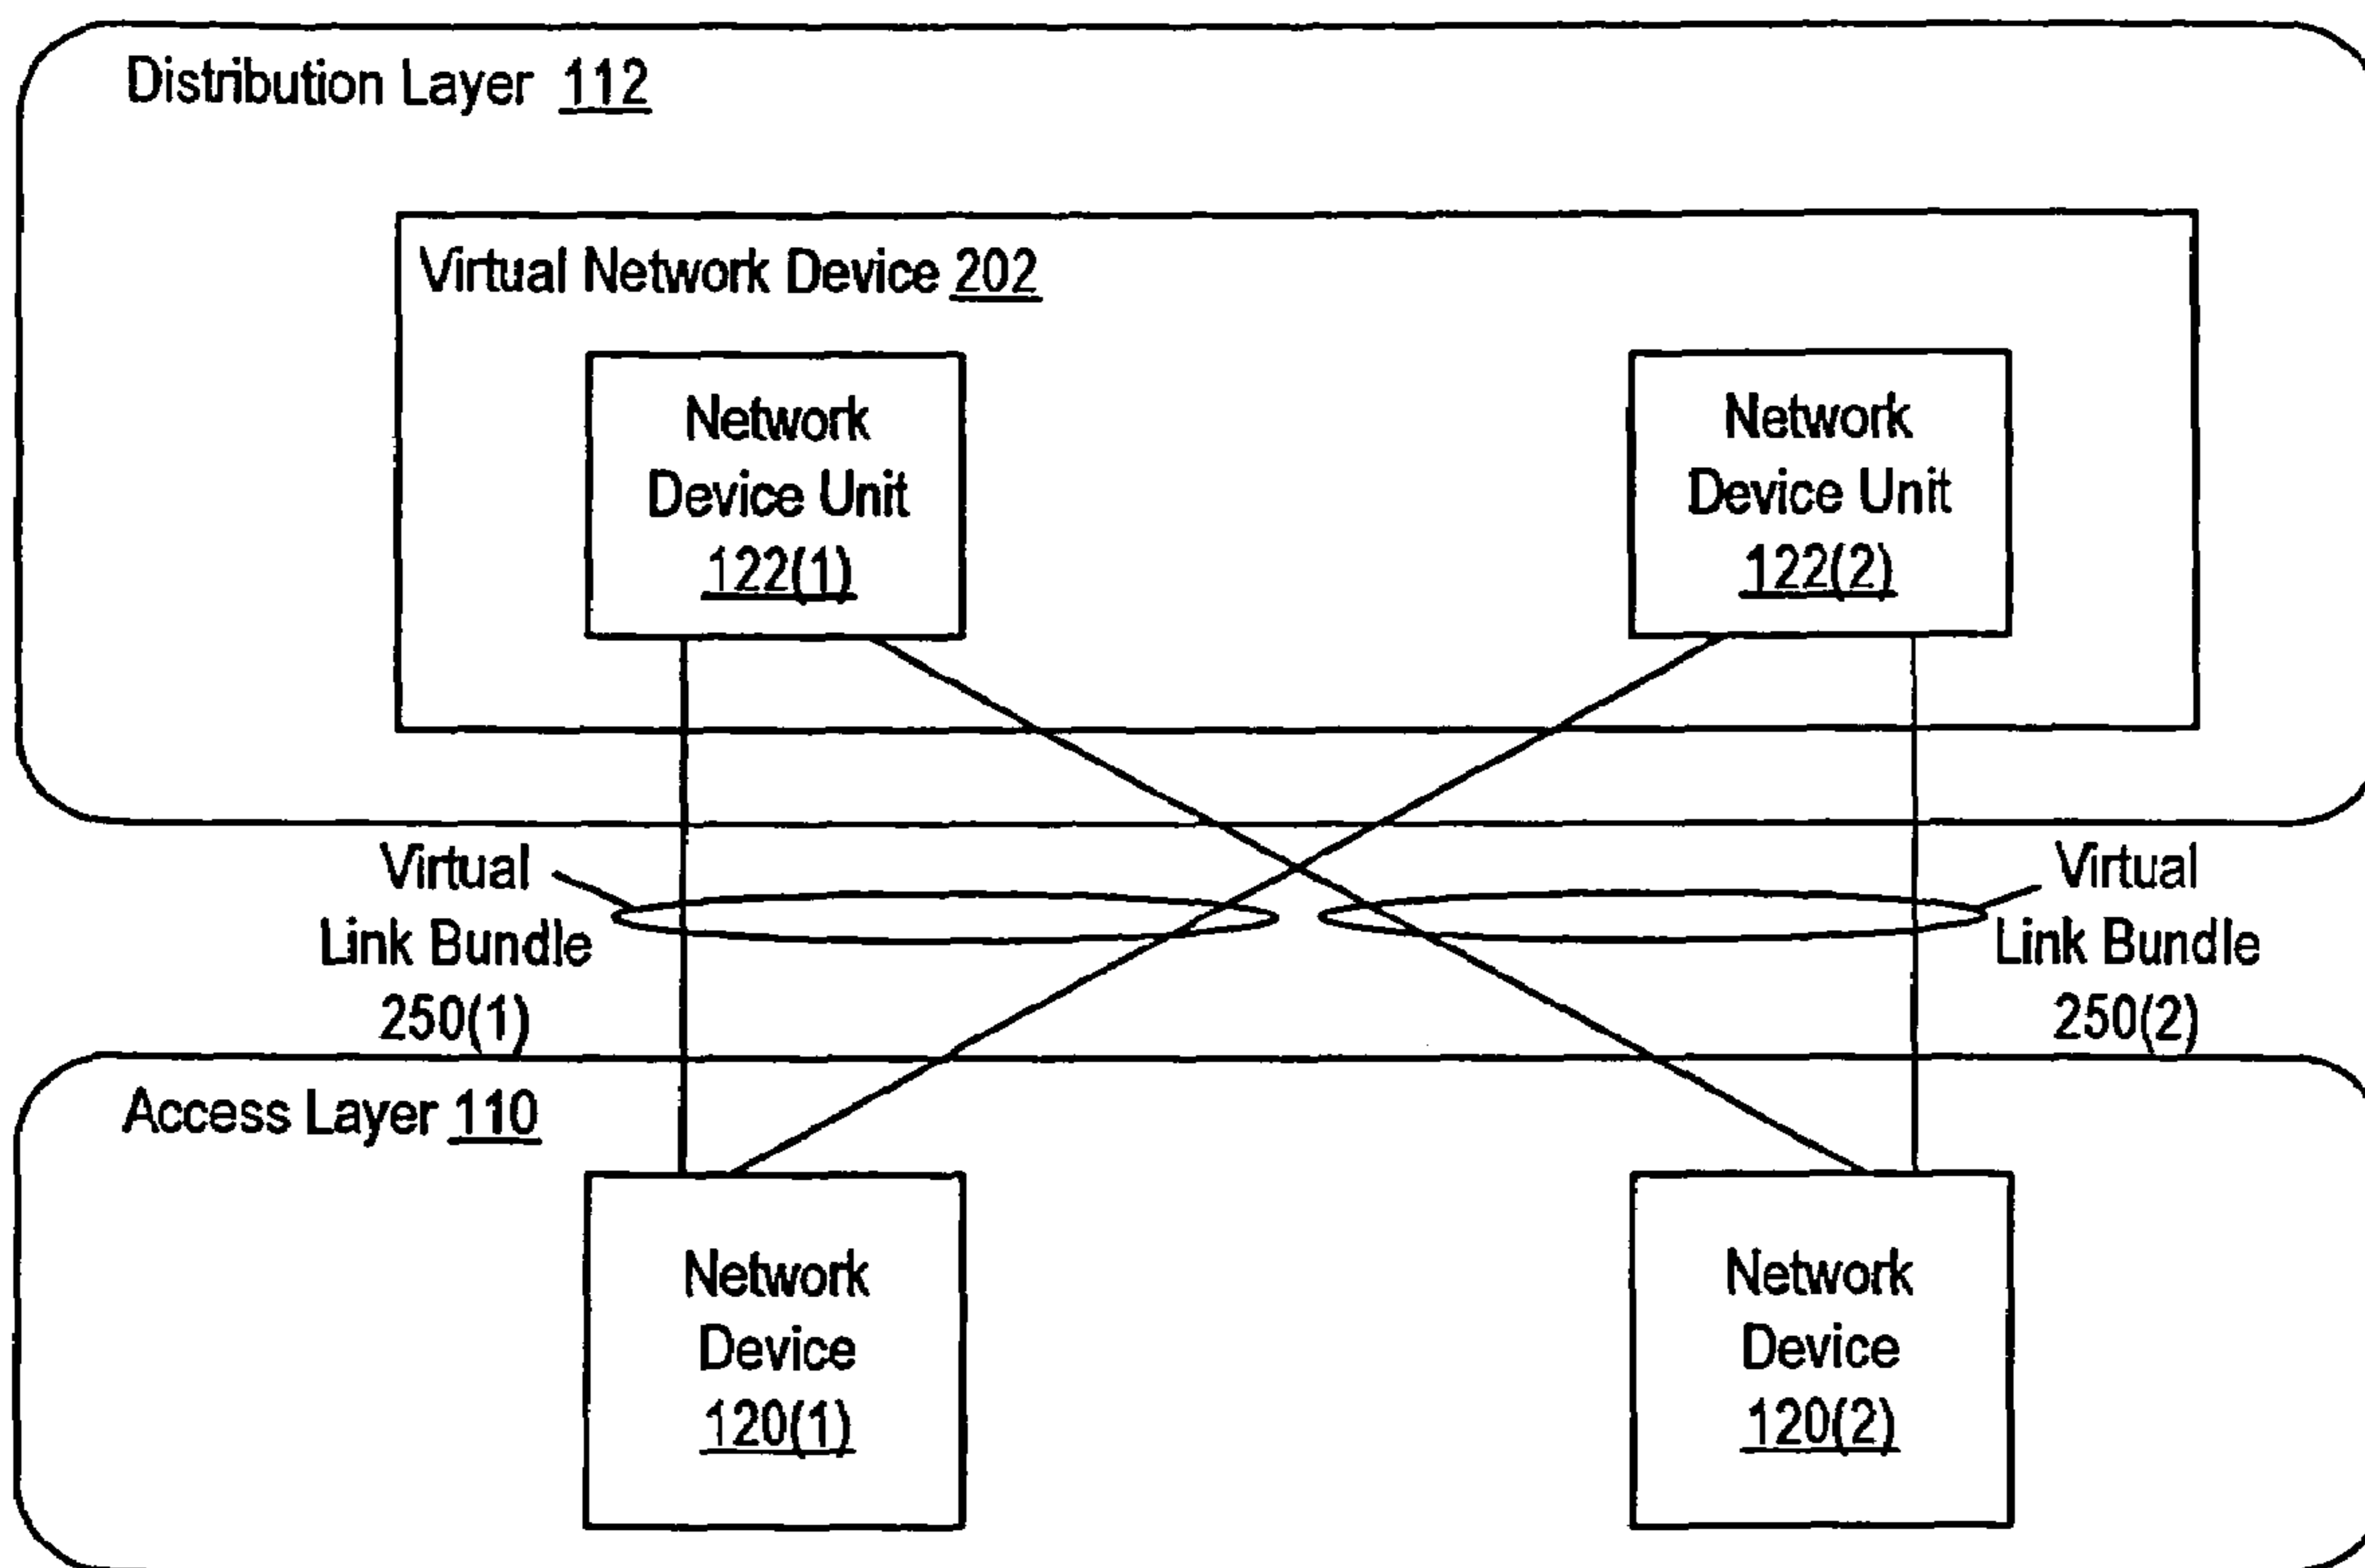 Distribution Layer 112
Virtual Network Device 202
Network
Device Unit
122(1)
Network
Device Unit
122(2)
Virtual
Link Bundle
250(1)
Virtual
Link Bundle
250(2)
Access Layer 110
Network
Device
120(1)
Network
Device
120(2)